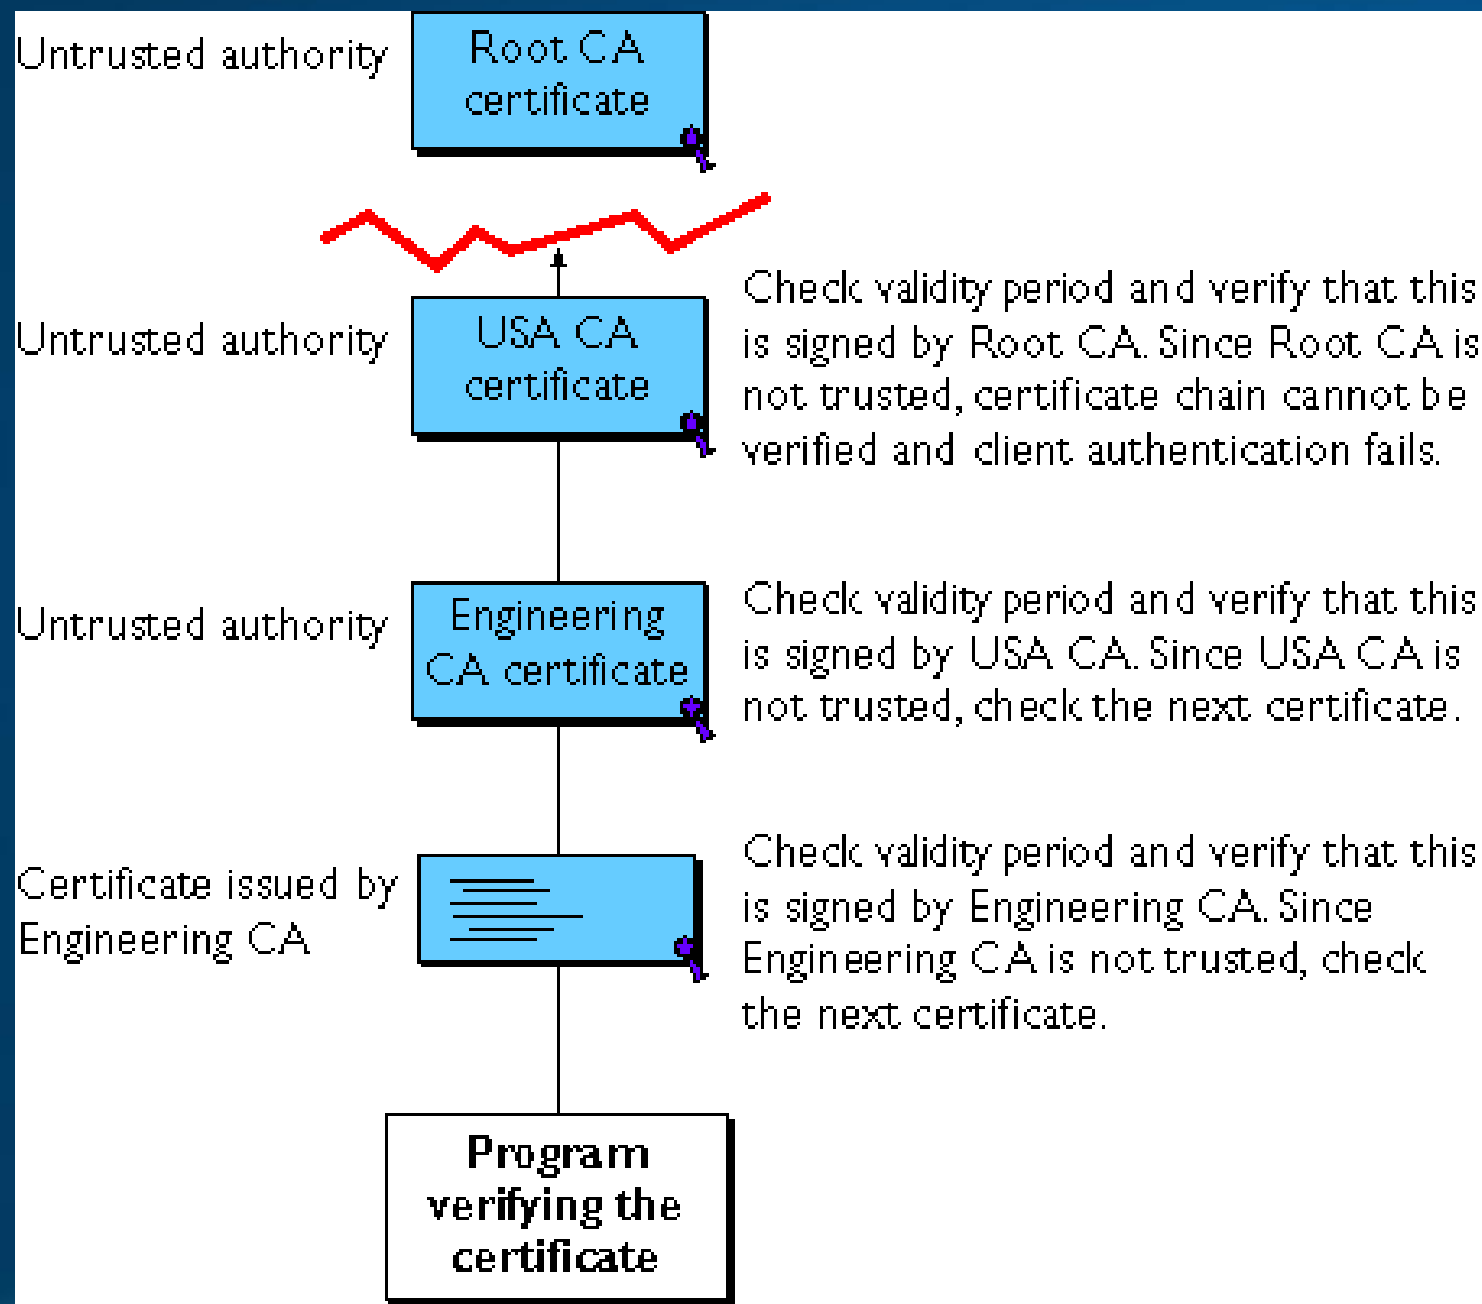 Untrusted authority
Root CA
certificate
Untrusted authority
USA CA
certificate
Check validity period and verify that this
is signed by Root CA. Since Root CA is
not trusted, certificate chain cannot be
verified and client authentication fails.
Untrusted authority
Engineering
CA certificate
Check validity period and verify that this
is signed by USA CA. Since USA CA is
not trusted, check the next certificate.
Certificate issued by
Engineering CA
Check validity period and verify that this
is signed by Engineering CA. Since
Engineering CA is not trusted, check
the next certificate.
Program
verifying the
certificate